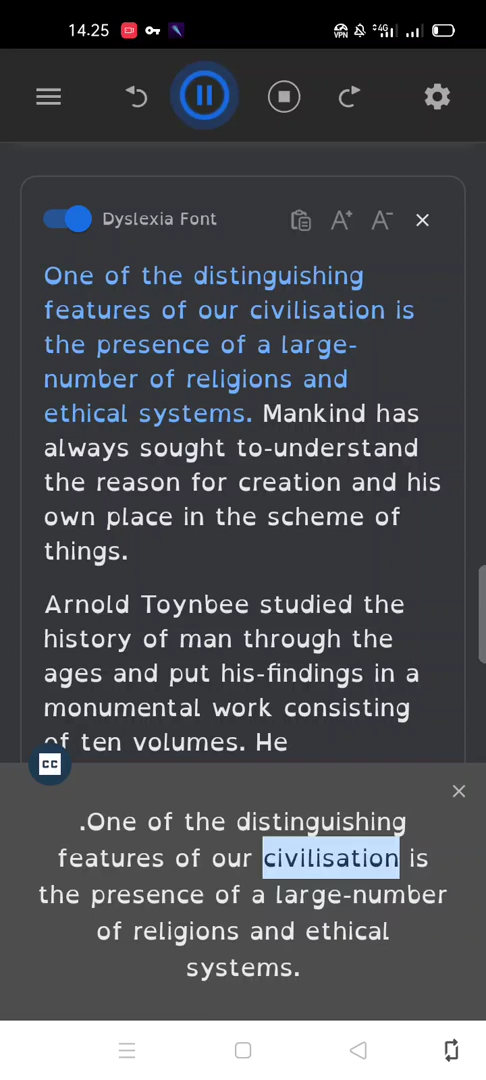 14.25
VPN
4G
Dyslexia Font
A+
A-
One of the distinguishing
features of our civilisation is
the presence of a large-
number of religions and
ethical systems. Mankind has
always sought to-understand
the reason for creation and his
own place in the scheme of
things.
Arnold Toynbee studied the
history of man through the
ages and put his-findings in a
monumental work consisting
of ten volumes. He
CC
.One of the distinguishing
features of our civilisation is
the presence of a large-number
of religions and ethical
systems.